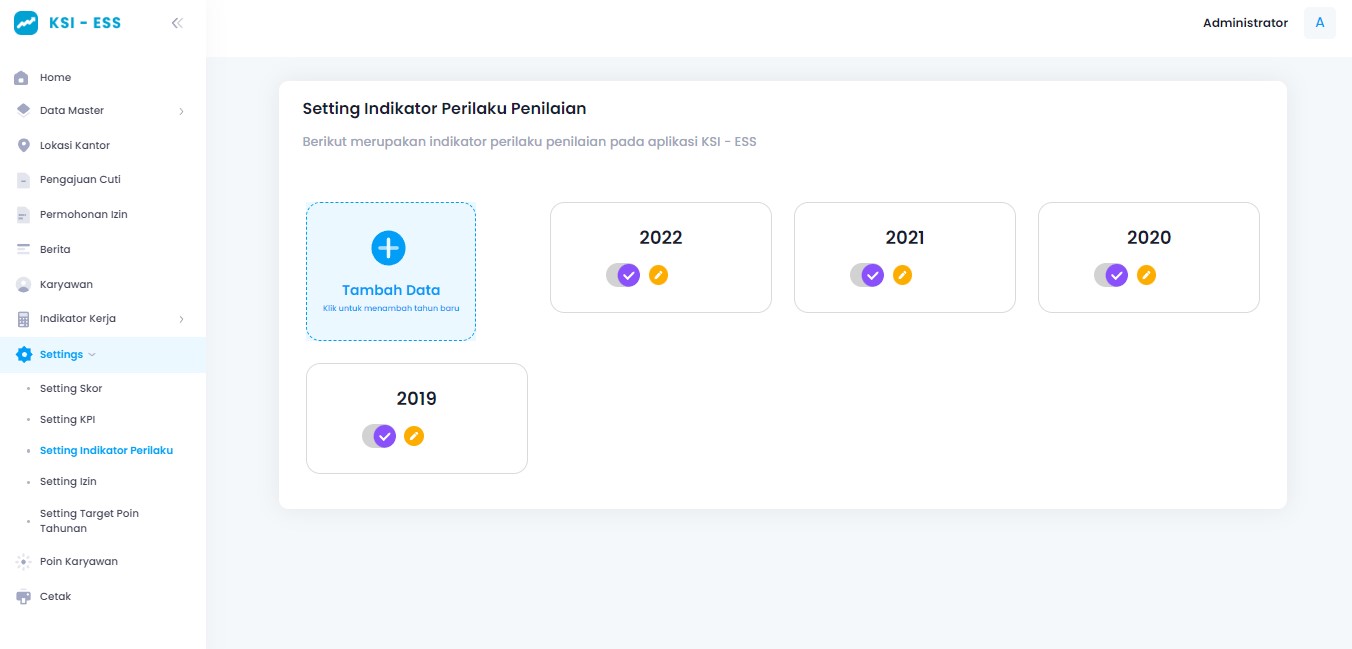 KSI - ESS
Administrator
A
Home
Data Master
Lokasi Kantor
Pengajuan Cuti
Permohonan Izin
Berita
Karyawan
Indikator Kerja
Settings
Setting Skor
Setting KPI
Setting Indikator Perilaku
Setting Izin
Setting Target Poin
Tahunan
Poin Karyawan
Cetak
Setting Indikator Perilaku Penilaian
Berikut merupakan indikator perilaku penilaian pada aplikasi KSI - ESS
Tambah Data
Klik untuk menambah tahun baru
2022
2021
2020
2019